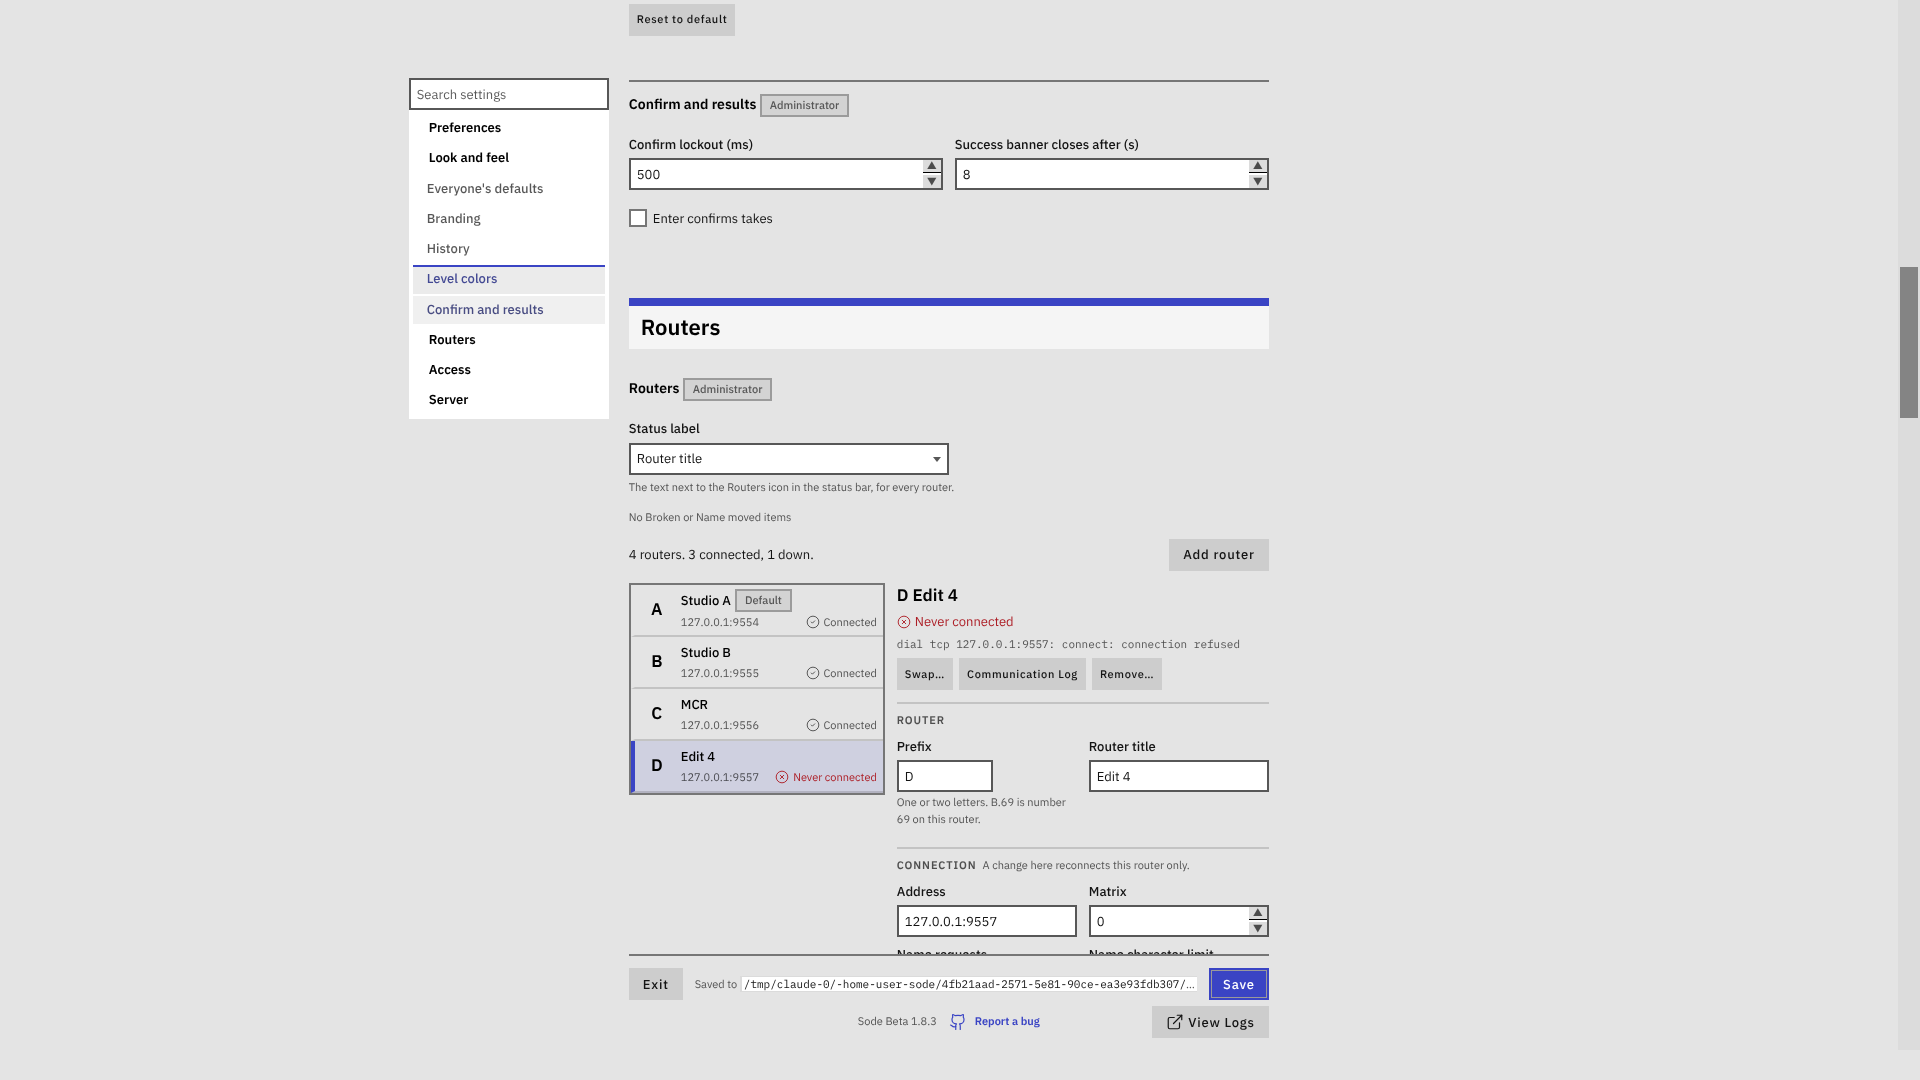 Reset to default
Search settings
Preferences
Look and feel
Everyone's defaults
Branding
History
Level colors
Confirm and results
Routers
Access
Server
Confirm and results Administrator
Confirm lockout (ms) Success banner closes after (s)
500 8
Enter confirms takes
Routers
Routers Administrator
Status label
Router title
The text next to the Routers icon in the status bar, for every router.
No Broken or Name moved items
4 routers. 3 connected, 1 down. Add router
A Studio A Default
127.0.0.1:9554 Connected
B Studio B
127.0.0.1:9555 Connected
C MCR
127.0.0.1:9556 Connected
D Edit 4
127.0.0.1:9557 Never connected
D Edit 4
Never connected
dial tcp 127.0.0.1:9557: connect: connection refused
Swap... Communication Log Remove...
ROUTER
Prefix Router title
D Edit 4
One or two letters. B.69 is number
69 on this router.
CONNECTION A change here reconnects this router only.
Address Matrix
127.0.0.1:9557 0
Name requests Name character limit
Exit Saved to /tmp/claude-0/-home-user-sode/4fb21aad-2571-5e81-90ce-ea3e93fdb307/... Save
Sode Beta 1.8.3 Report a bug View Logs